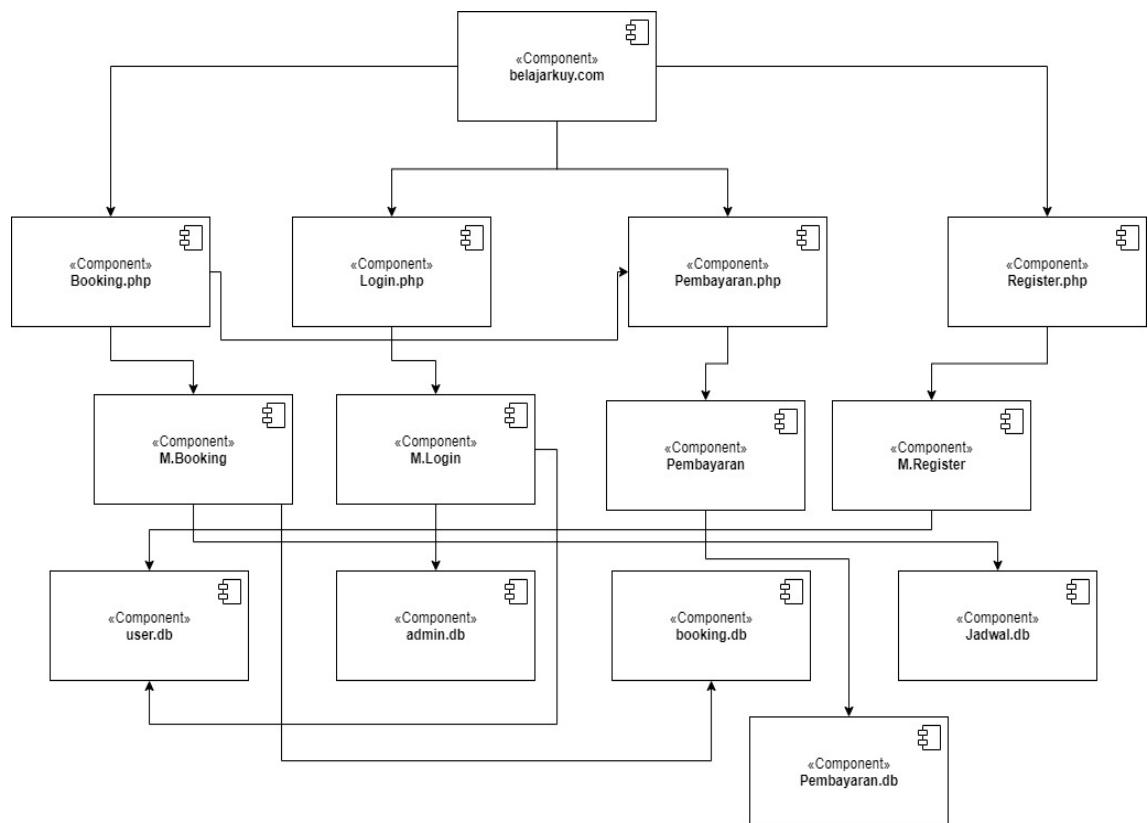 «Component»
belajarkuy.com
«Component»
Booking.php
«Component»
Login.php
«Component»
Pembayaran.php
«Component»
Register.php
«Component»
M.Booking
«Component»
M.Login
«Component»
Pembayaran
«Component»
M.Register
«Component»
user.db
«Component»
admin.db
«Component»
booking.db
«Component»
Jadwal.db
«Component»
Pembayaran.db